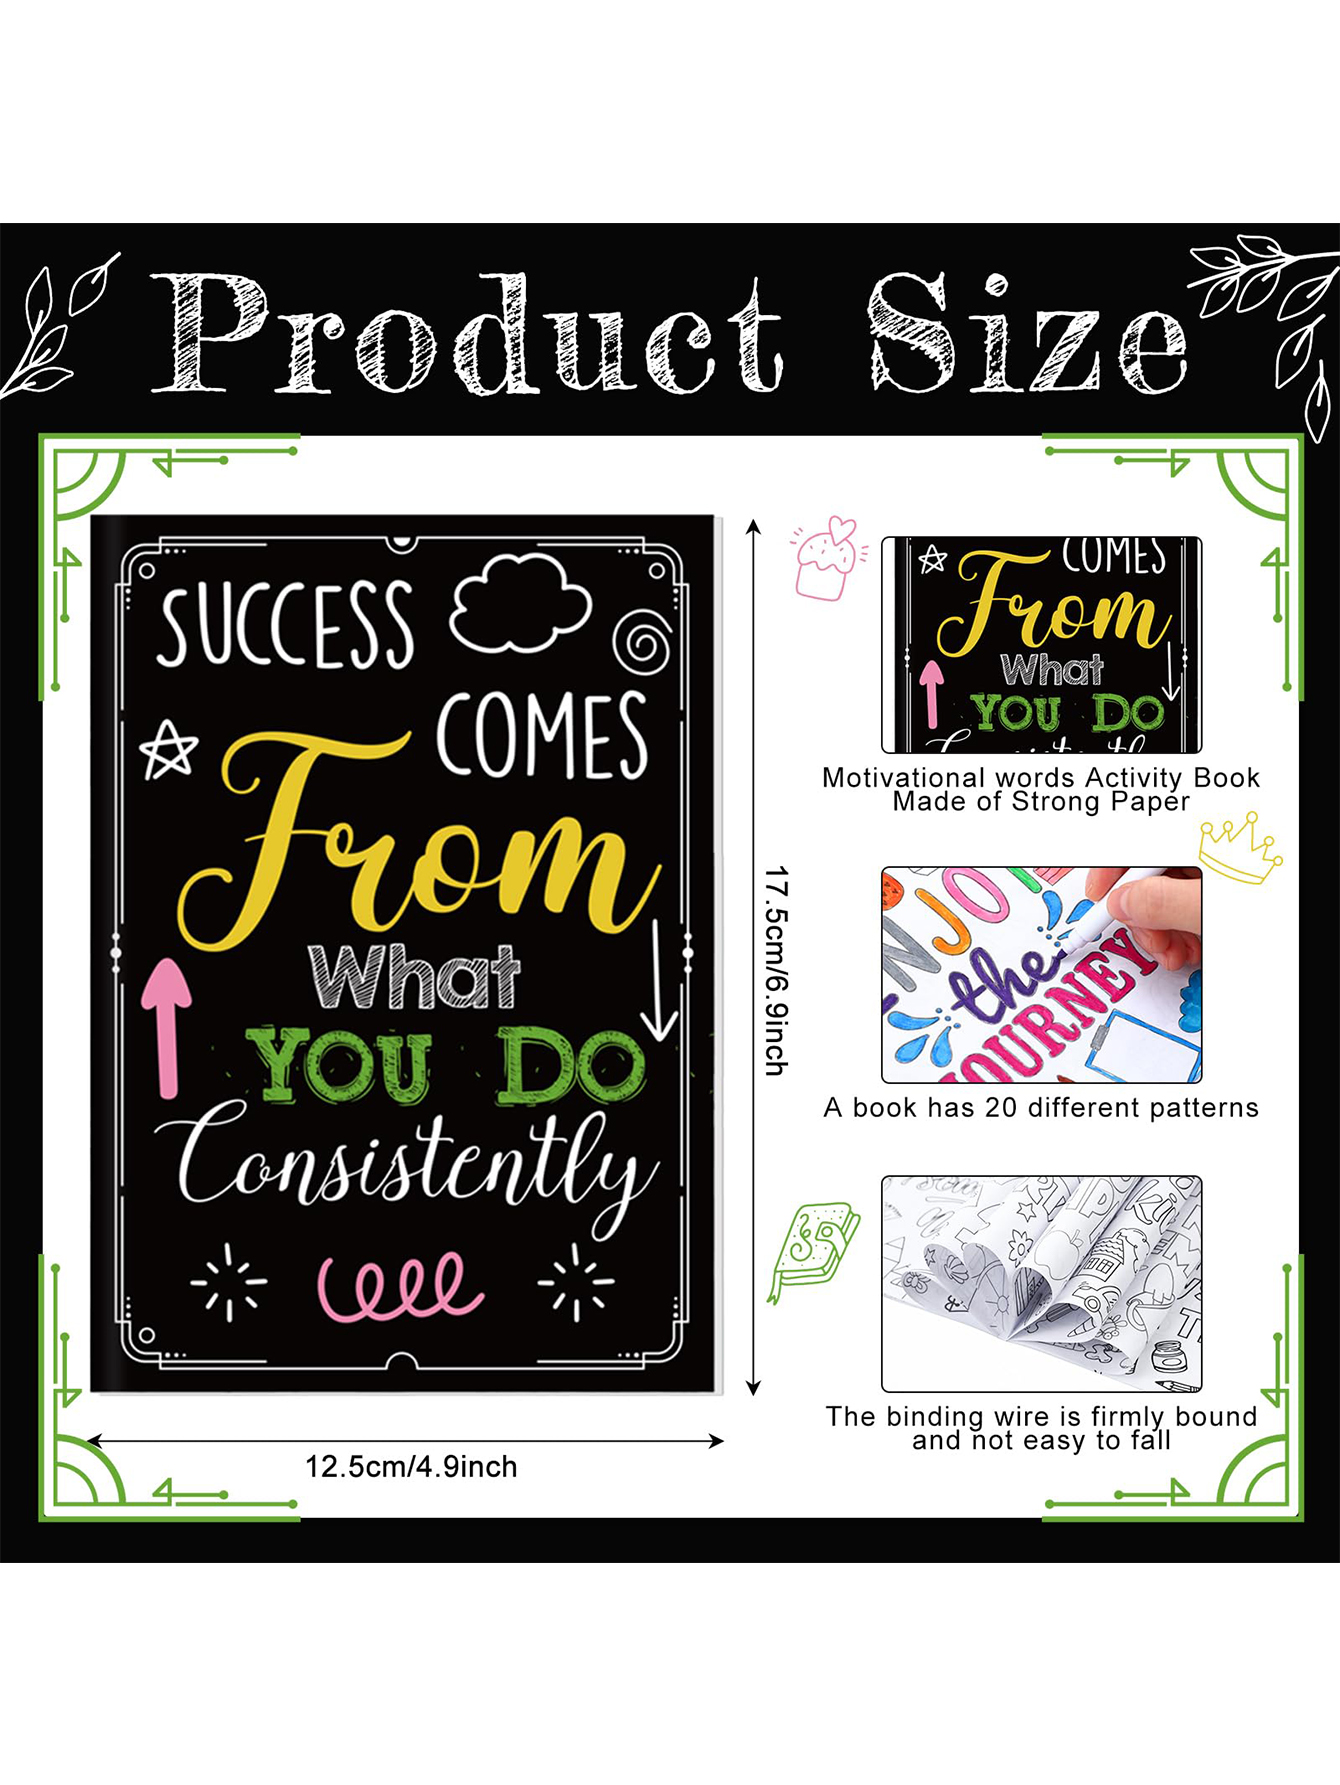 Product Size
SUCCESS
COMES
From
What
YOU DO
Consistently
17.5cm/6.9inch
12.5cm/4.9inch
COMES
From
What
YOU DO
Motivational words Activity Book
Made of Strong Paper
NJOY
the
JOURNEY
A book has 20 different patterns
The binding wire is firmly bound
and not easy to fall